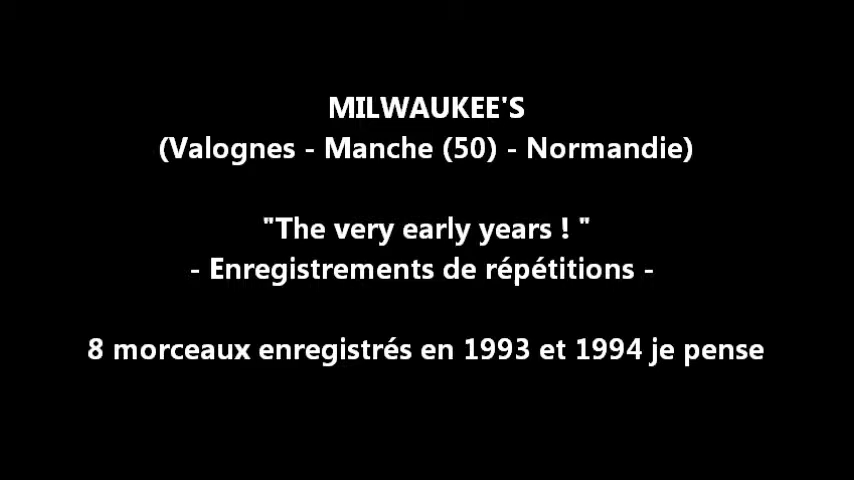 MILWAUKEE'S
(Valognes - Manche (50) - Normandie)
"The very early years ! "
- Enregistrements de répétitions -
8 morceaux enregistrés en 1993 et 1994 je pense